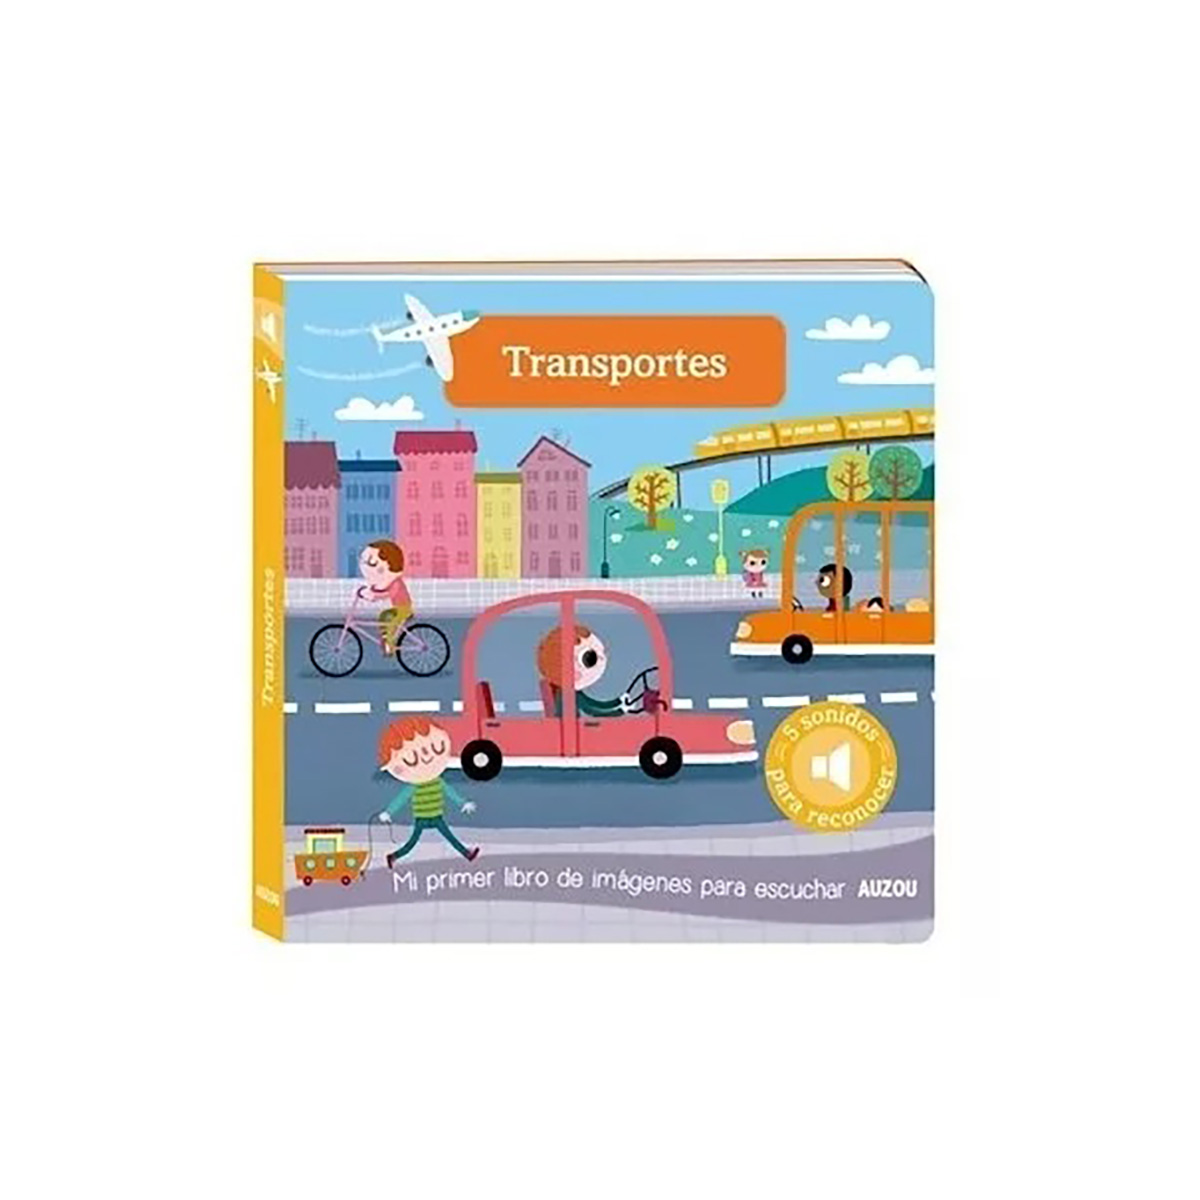 Transportes
Transportes
5 sonidos
para reconocer
Mi primer libro de imágenes para escuchar AUZOU
AUZOU